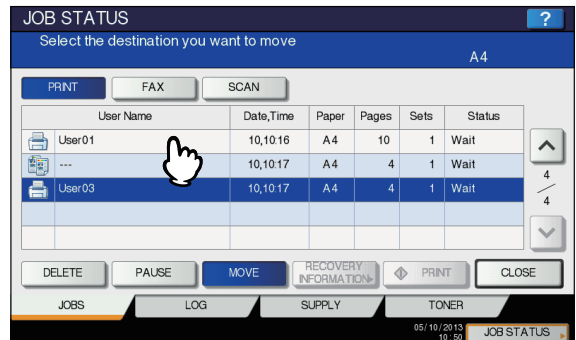 JOB STATUS ?
Select the destination you want to move
A4
PRINT FAX SCAN
User Name Date,Time Paper Pages Sets Status
User01 10,10:16 A4 10 1 Wait
--- 10,10:17 A4 4 1 Wait
User03 10,10:17 A4 4 1 Wait
4
4
DELETE PAUSE MOVE RECOVERY INFORMATION PRINT CLOSE
JOBS LOG SUPPLY TONER
05/10/2013
10:50 JOB STATUS